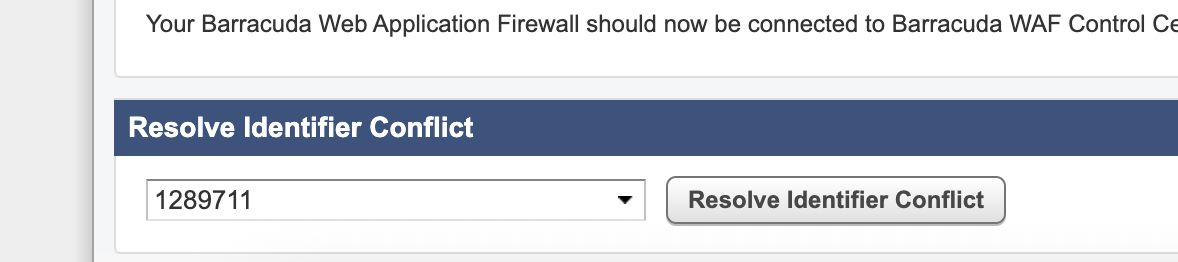 Your Barracuda Web Application Firewall should now be connected to Barracuda WAF Control
Resolve Identifier Conflict
1289711
Resolve Identifier Conflict